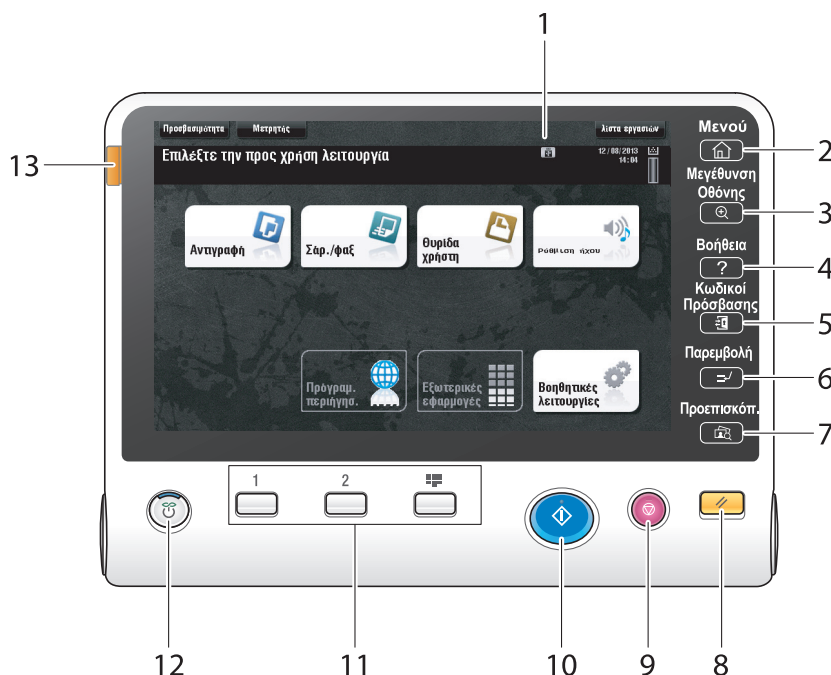 1
Προσβασιμότητα
Μετρητής
λίστα εργασιών
Επιλέξτε την προς χρήση λειτουργία
12/08/2013
14:04
Αντιγραφή
Σάρ./φαξ
Θυρίδα
χρήστη
Ρύθμιση ήχου
Πρόγραμ.
περιήγησ.
Εξωτερικές
εφαρμογές
Βοηθητικές
λειτουργίες
Μενού
2
Μεγέθυνση
Οθόνης
3
Βοήθεια
?
4
Κωδικοί
Πρόσβασης
5
Παρεμβολή
6
Προεπισκόπ.
7
13
1
2
12
11
10
9
8